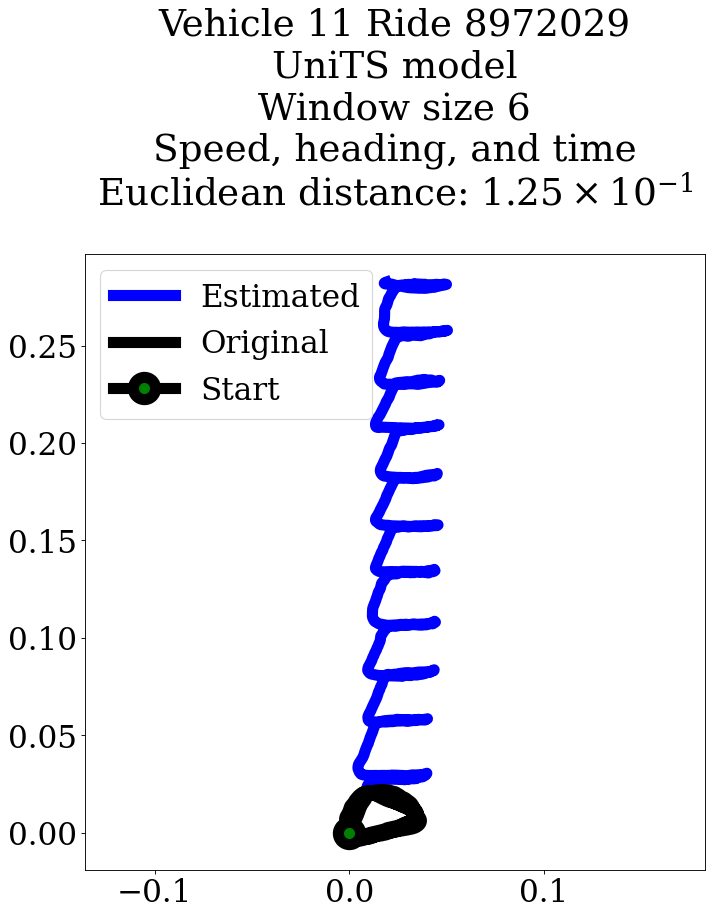 Vehicle 11 Ride 8972029
UniTS model
Window size 6
Speed, heading, and time
Euclidean distance: 1.25 × 10⁻¹
Estimated
Original
Start
0.25
0.20
0.15
0.10
0.05
0.00
−0.1
0.0
0.1